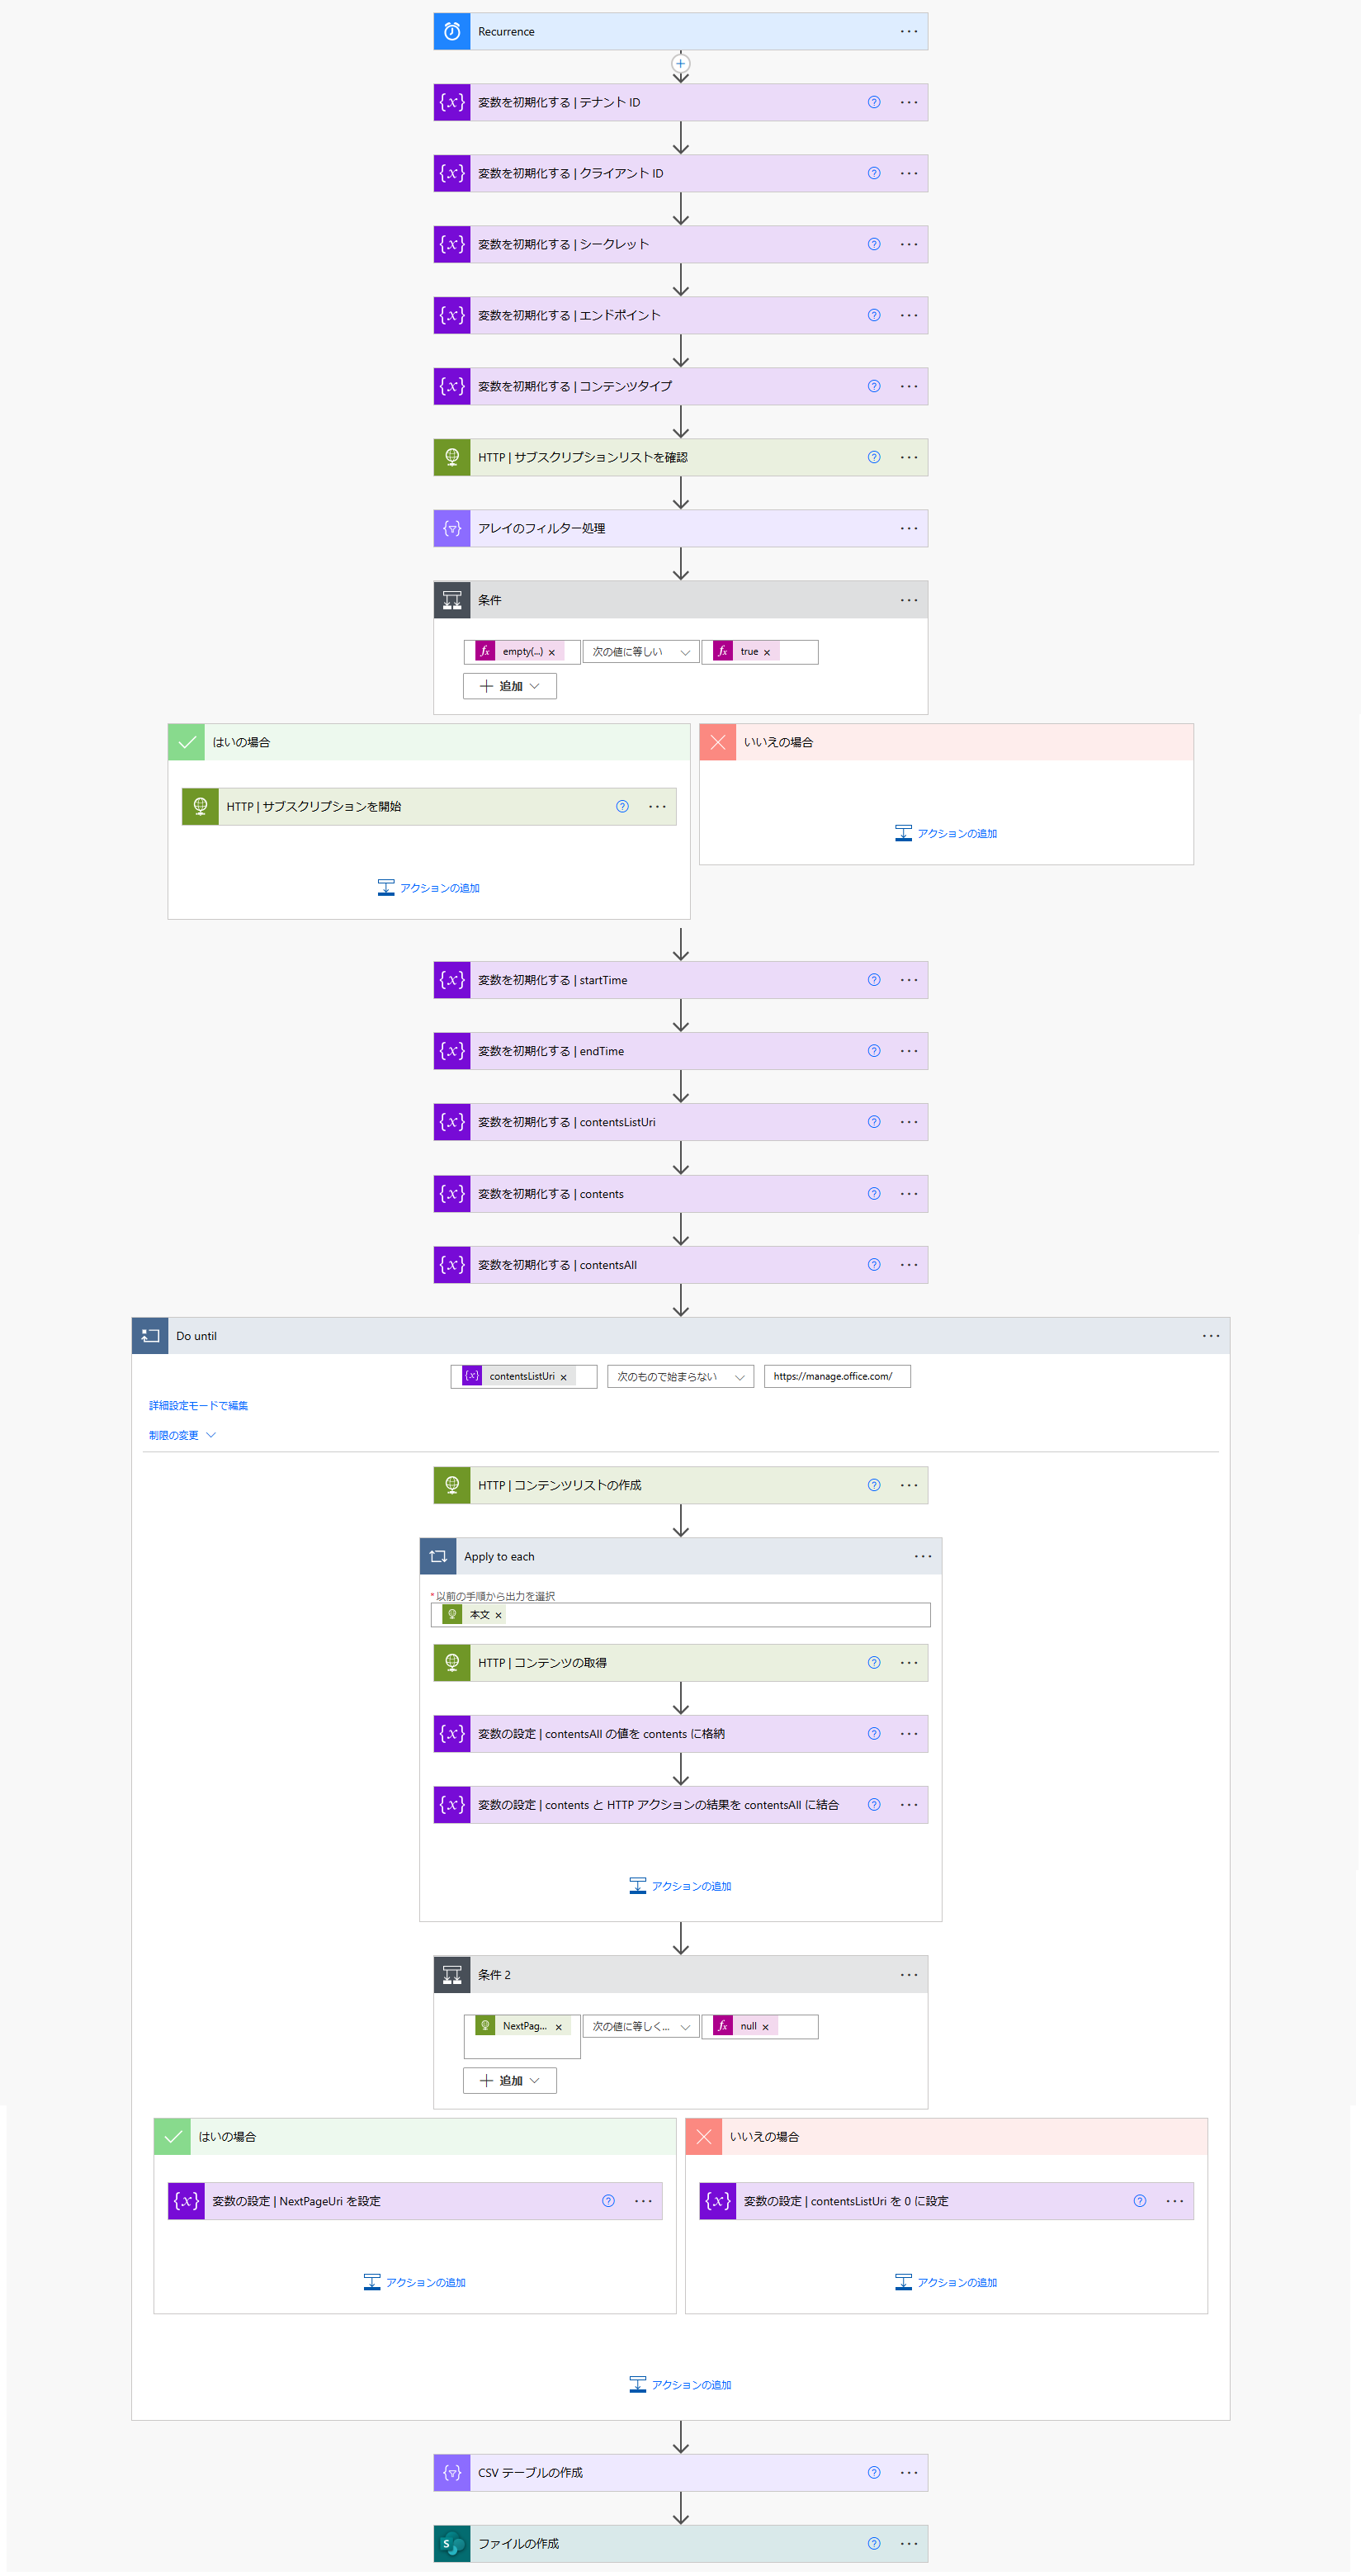 Recurrence
変数を初期化する | テナント ID
変数を初期化する | クライアント ID
変数を初期化する | シークレット
変数を初期化する | エンドポイント
変数を初期化する | コンテンツタイプ
HTTP | サブスクリプションリストを確認
アレイのフィルター処理
条件
empty(...) 次の値に等しい true
追加
はいの場合
いいえの場合
HTTP | サブスクリプションを開始
アクションの追加
アクションの追加
変数を初期化する | startTime
変数を初期化する | endTime
変数を初期化する | contentsListUri
変数を初期化する | contents
変数を初期化する | contentsAll
Do until
contentsListUri 次のもので始まらない https://manage.office.com/
詳細設定モードで編集
制限の変更
HTTP | コンテンツリストの作成
Apply to each
* 以前の手順から出力を選択
本文
HTTP | コンテンツの取得
変数の設定 | contentsAll の値を contents に格納
変数の設定 | contents と HTTP アクションの結果を contentsAll に結合
アクションの追加
条件 2
NextPag... 次の値に等しく... null
追加
はいの場合
いいえの場合
変数の設定 | NextPageUri を設定
変数の設定 | contentsListUri を 0 に設定
アクションの追加
アクションの追加
アクションの追加
CSV テーブルの作成
ファイルの作成